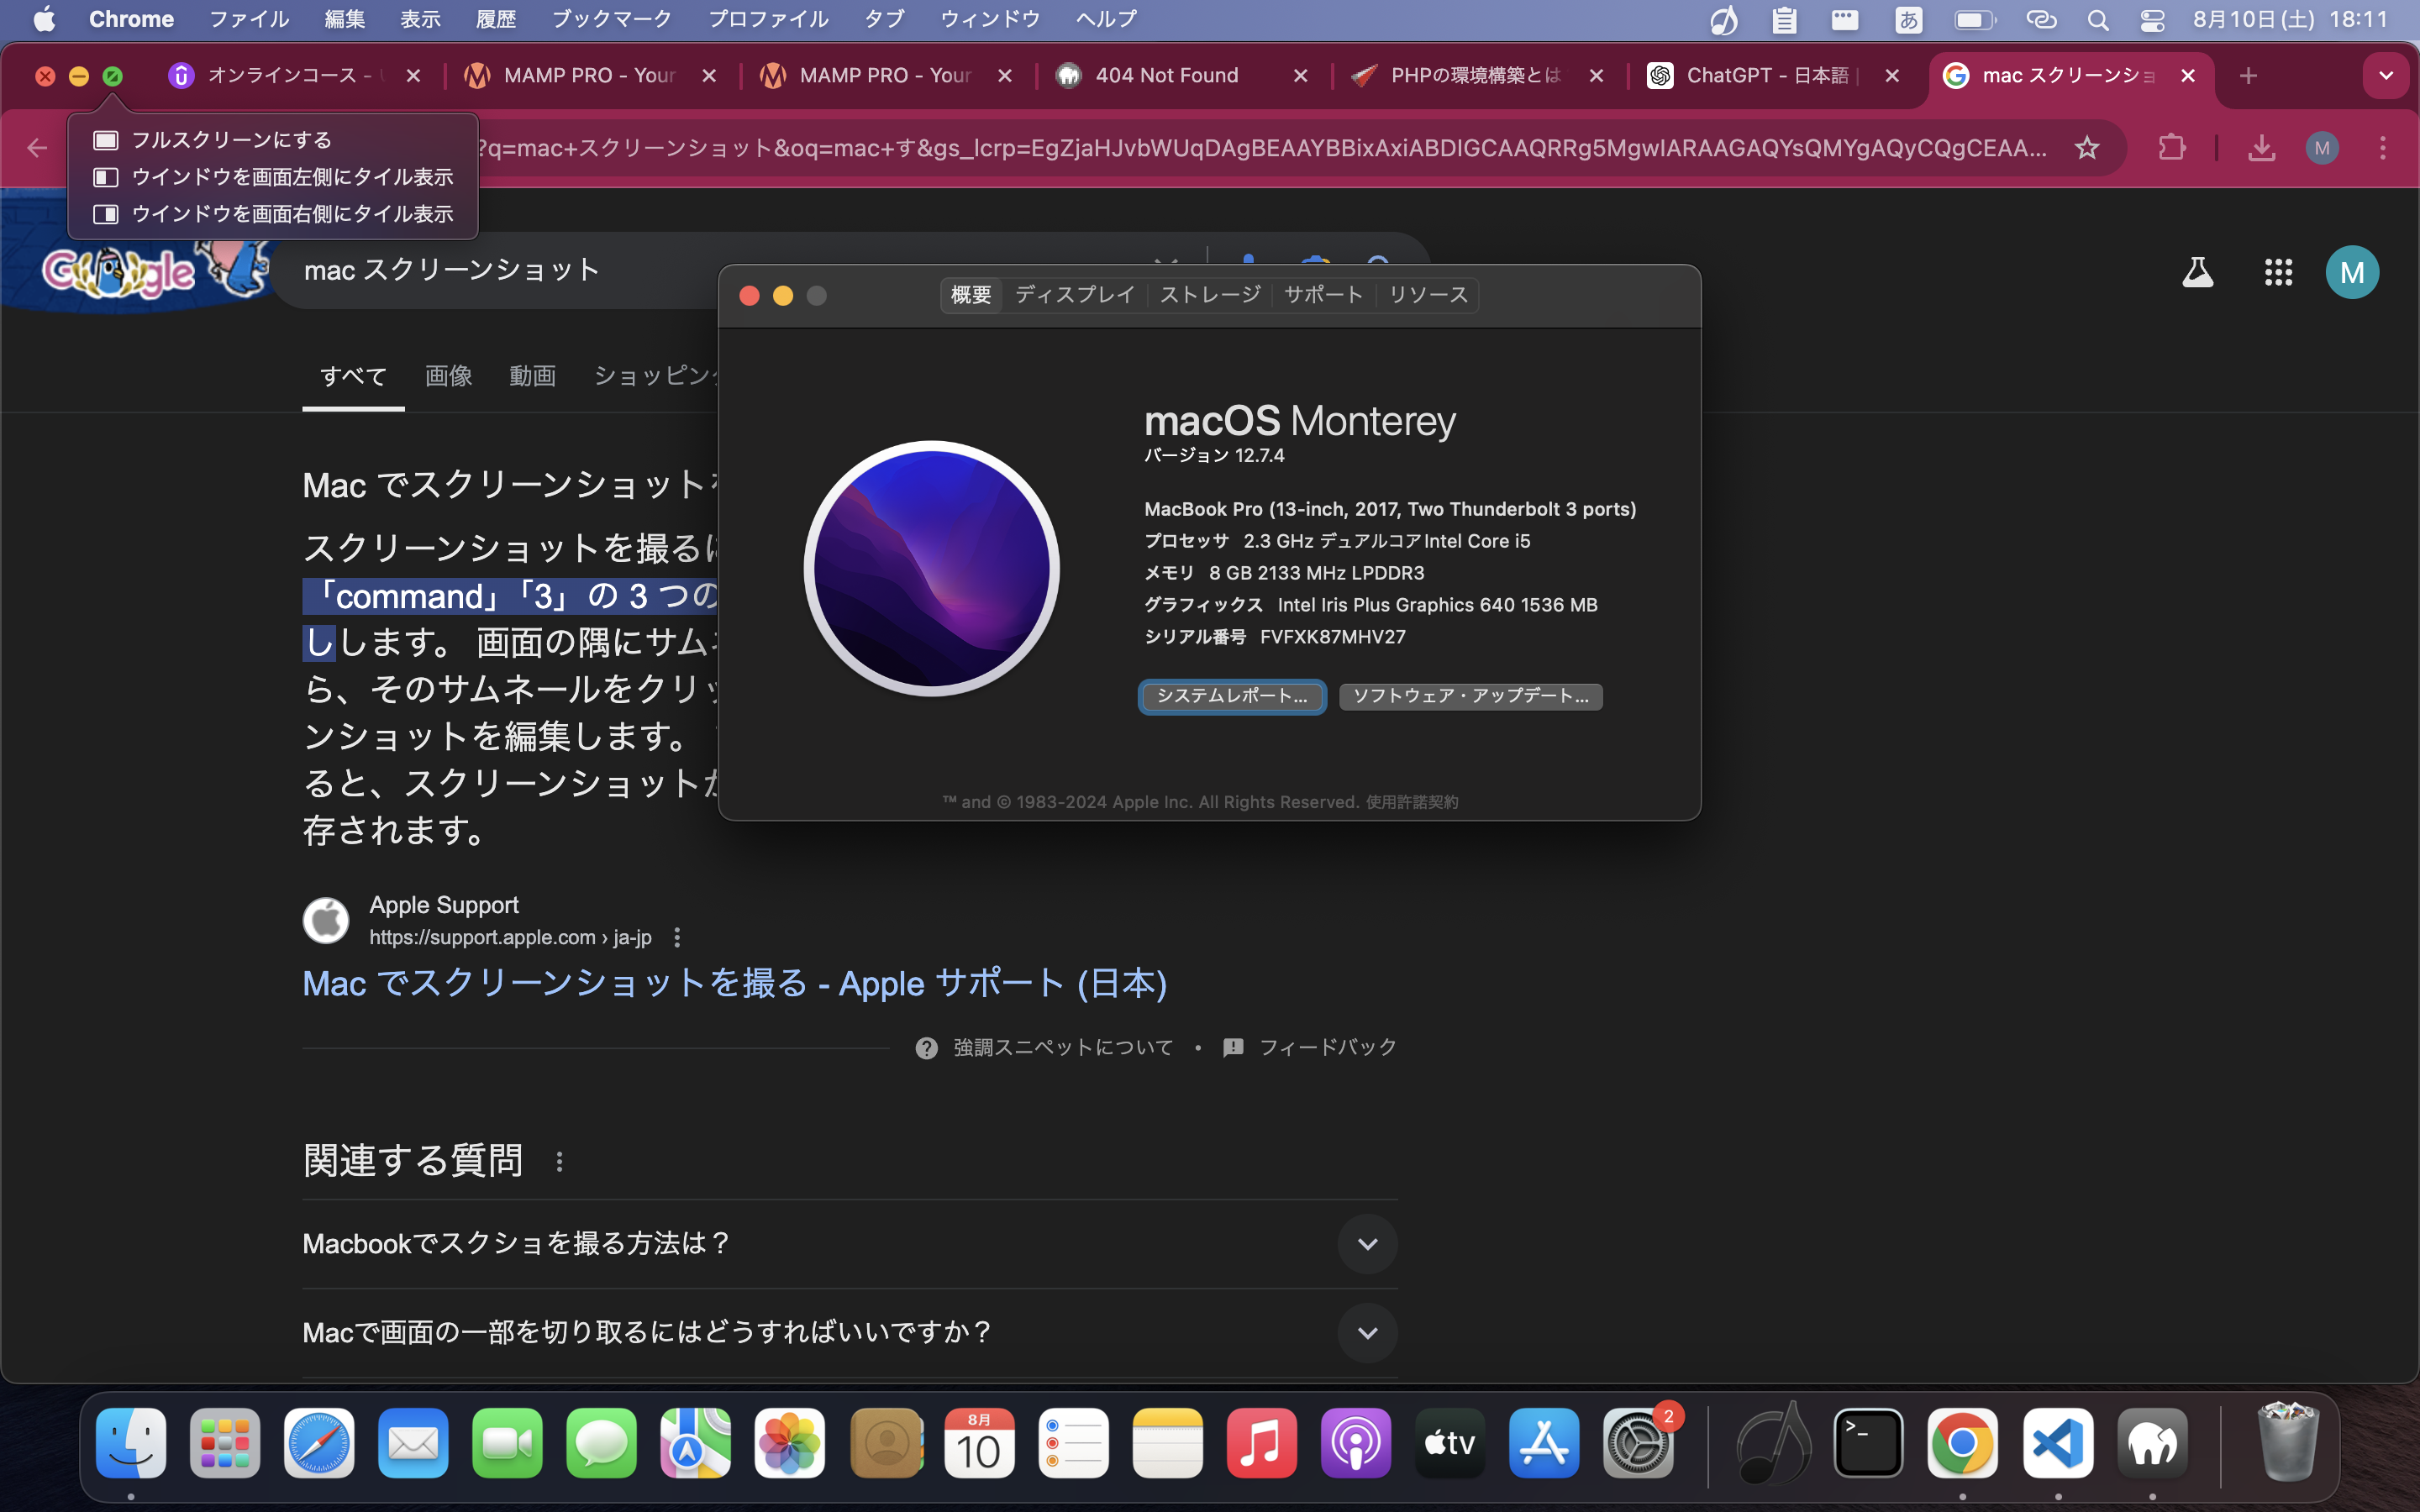 Chrome ファイル 編集 表示 履歴 ブックマーク プロファイル タブ ウィンドウ ヘルプ
あ 8月10日(土) 18:11
オンラインコース -
MAMP PRO - Your
MAMP PRO - Your
404 Not Found
PHPの環境構築とは
ChatGPT - 日本語
mac スクリーンショ
フルスクリーンにする
ウインドウを画面左側にタイル表示
ウインドウを画面右側にタイル表示
?q=mac+スクリーンショット&oq=mac+す&gs_lcrp=EgZjaHJvbWUqDAgBEAAYBBixAxiABDIGCAAQRRg5MgwIARAAGAQYsQMYgAQyCQgCEAA...
M
Google
mac スクリーンショット
M
すべて 画像 動画 ショッピング
Mac でスクリーンショットを
スクリーンショットを撮るに
「command」「3」の 3 つの
しします。 画面の隅にサムネ
ら、そのサムネールをクリッ
ンショットを編集します。
ると、スクリーンショットが
存されます。
概要 ディスプレイ ストレージ サポート リソース
macOS Monterey
バージョン 12.7.4
MacBook Pro (13-inch, 2017, Two Thunderbolt 3 ports)
プロセッサ 2.3 GHz デュアルコアIntel Core i5
メモリ 8 GB 2133 MHz LPDDR3
グラフィックス Intel Iris Plus Graphics 640 1536 MB
シリアル番号 FVFXK87MHV27
システムレポート... ソフトウェア・アップデート...
™ and © 1983-2024 Apple Inc. All Rights Reserved. 使用許諾契約
Apple Support
https://support.apple.com › ja-jp
Mac でスクリーンショットを撮る - Apple サポート (日本)
強調スニペットについて • フィードバック
関連する質問
Macbookでスクショを撮る方法は？
Macで画面の一部を切り取るにはどうすればいいですか？
8月
10
tv
2